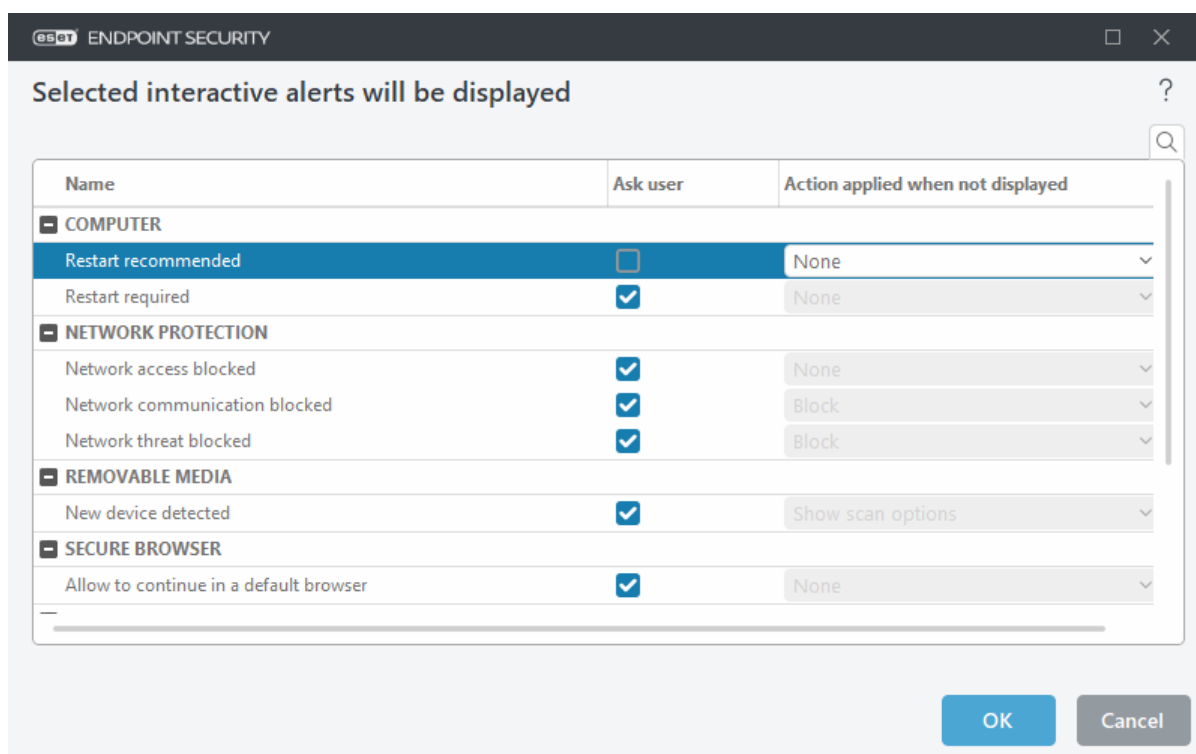 eset ENDPOINT SECURITY
Selected interactive alerts will be displayed
?
Name Ask user Action applied when not displayed
COMPUTER
Restart recommended None
Restart required None
NETWORK PROTECTION
Network access blocked None
Network communication blocked Block
Network threat blocked Block
REMOVABLE MEDIA
New device detected Show scan options
SECURE BROWSER
Allow to continue in a default browser None
OK Cancel